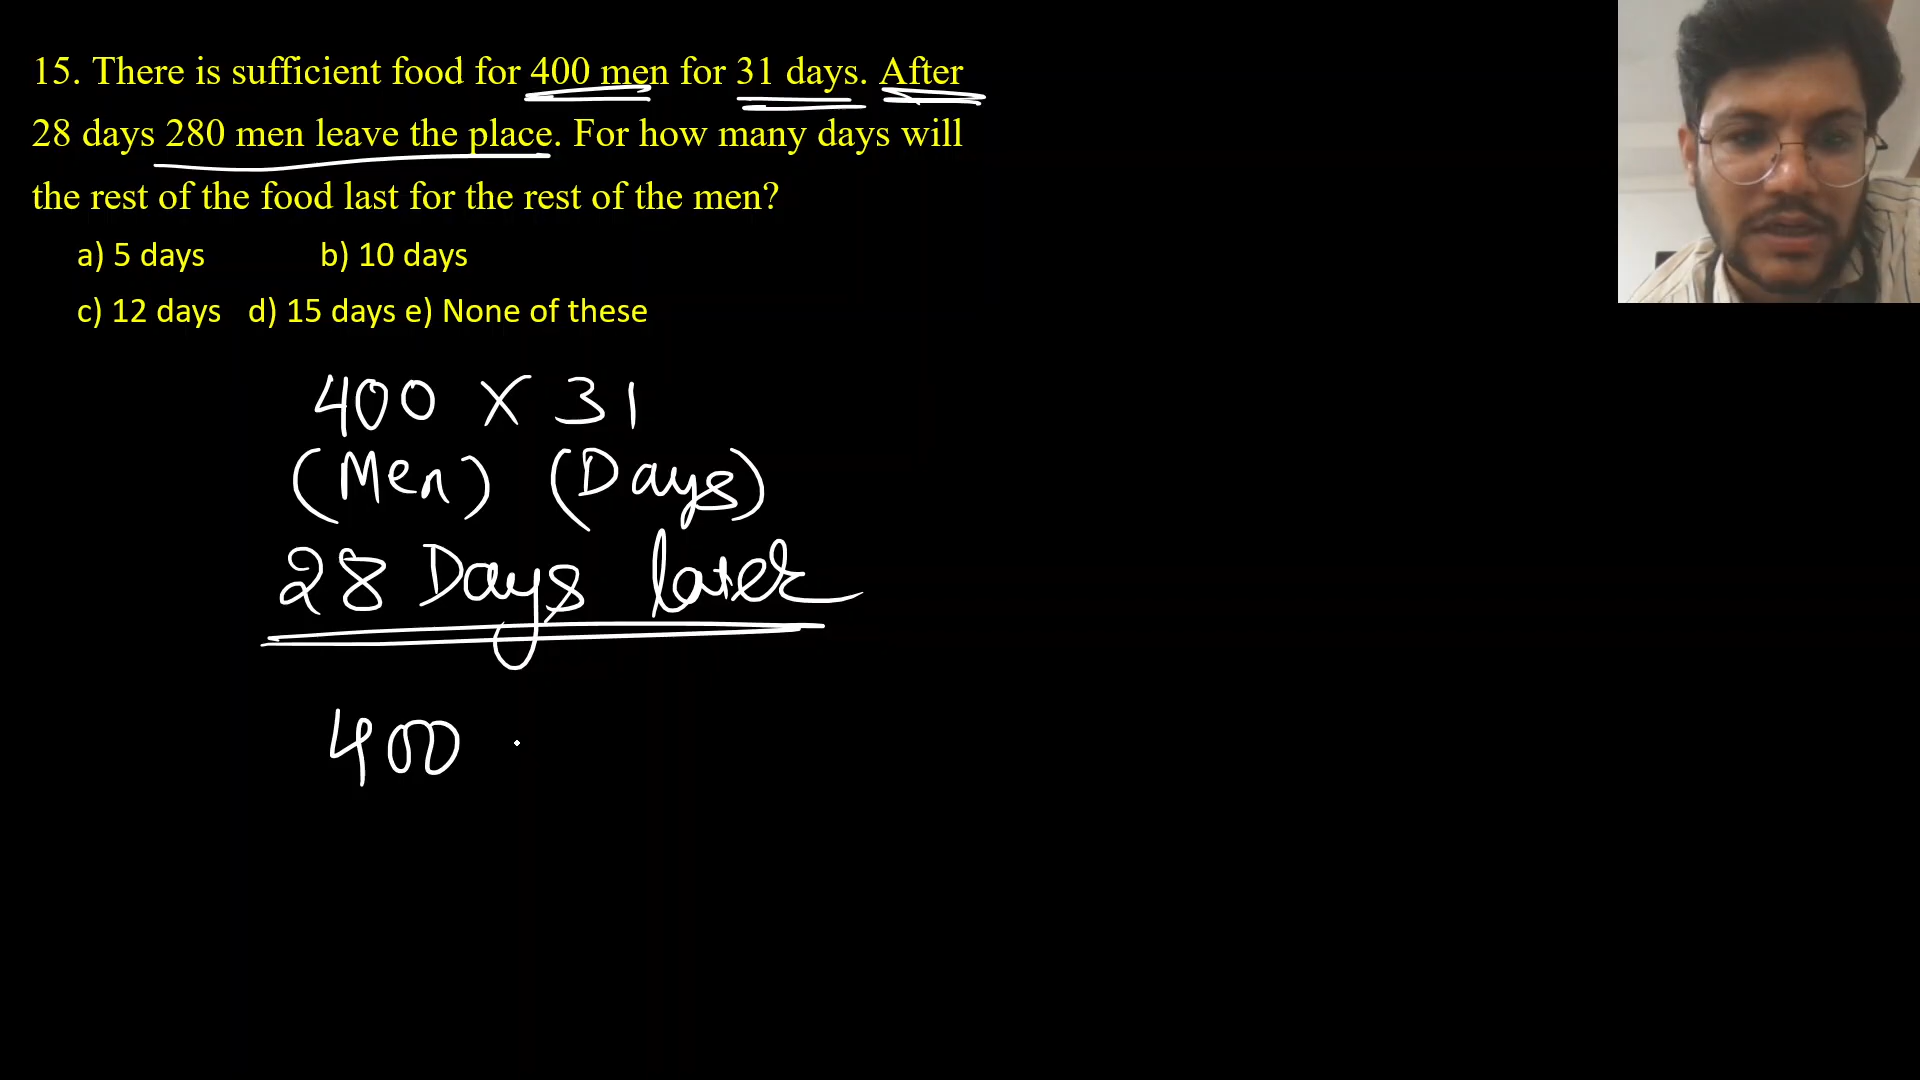 15. There is sufficient food for 400 men for 31 days. After
28 days 280 men leave the place. For how many days will
the rest of the food last for the rest of the men?
a) 5 days b) 10 days
c) 12 days d) 15 days e) None of these
400 X 31
(Men) (Days)
28 Days later
400